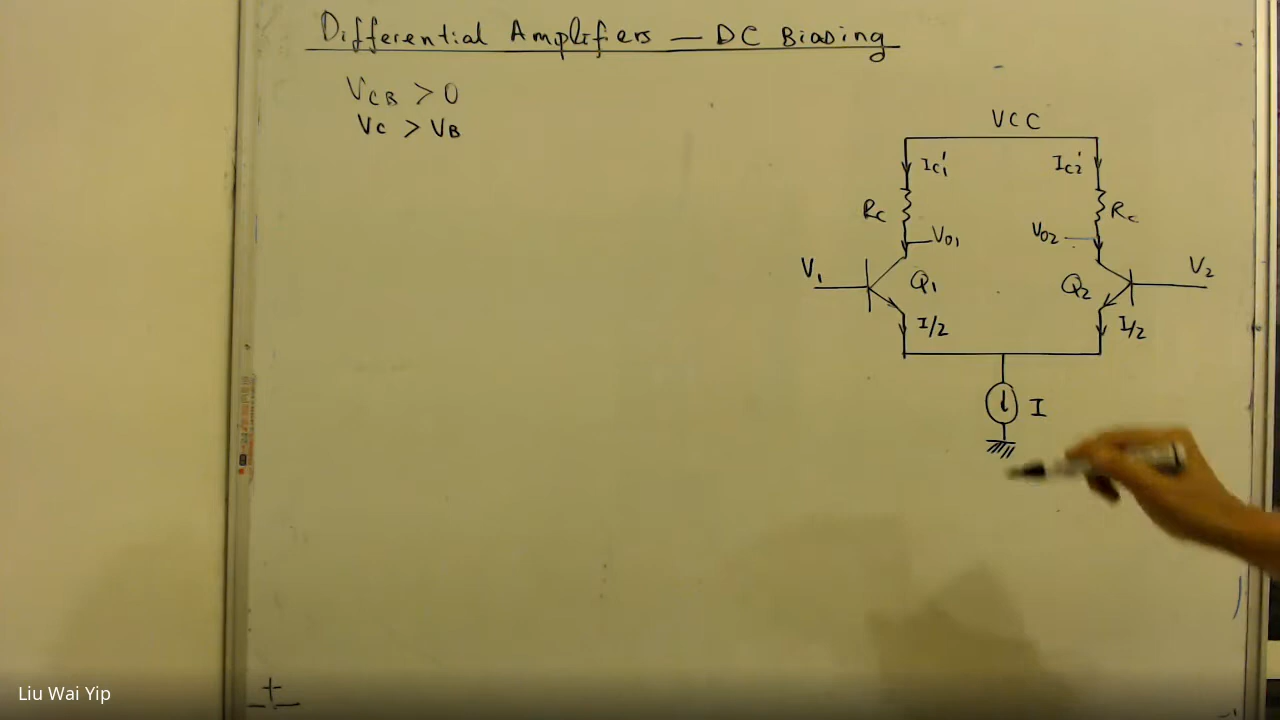 Differential Amplifiers — DC Biasing
VCB > 0
VC > VB
VCC
IC1' IC2'
RC RC
VO1 VO2
V1 V2
Q1 Q2
I/2 I/2
I
Liu Wai Yip